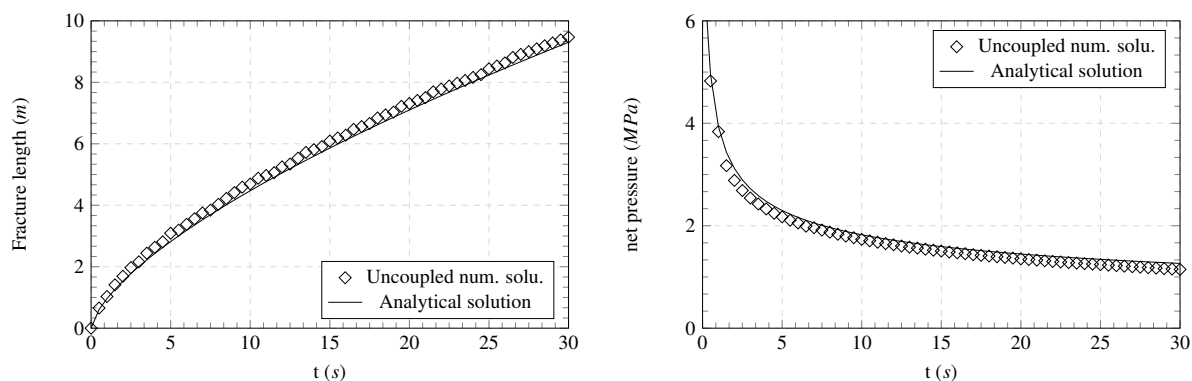 10
8
6
4
2
0
Fracture length (m)
0 5 10 15 20 25 30
t (s)
Uncoupled num. solu.
Analytical solution
6
4
2
0
net pressure (MPa)
0 5 10 15 20 25 30
t (s)
Uncoupled num. solu.
Analytical solution